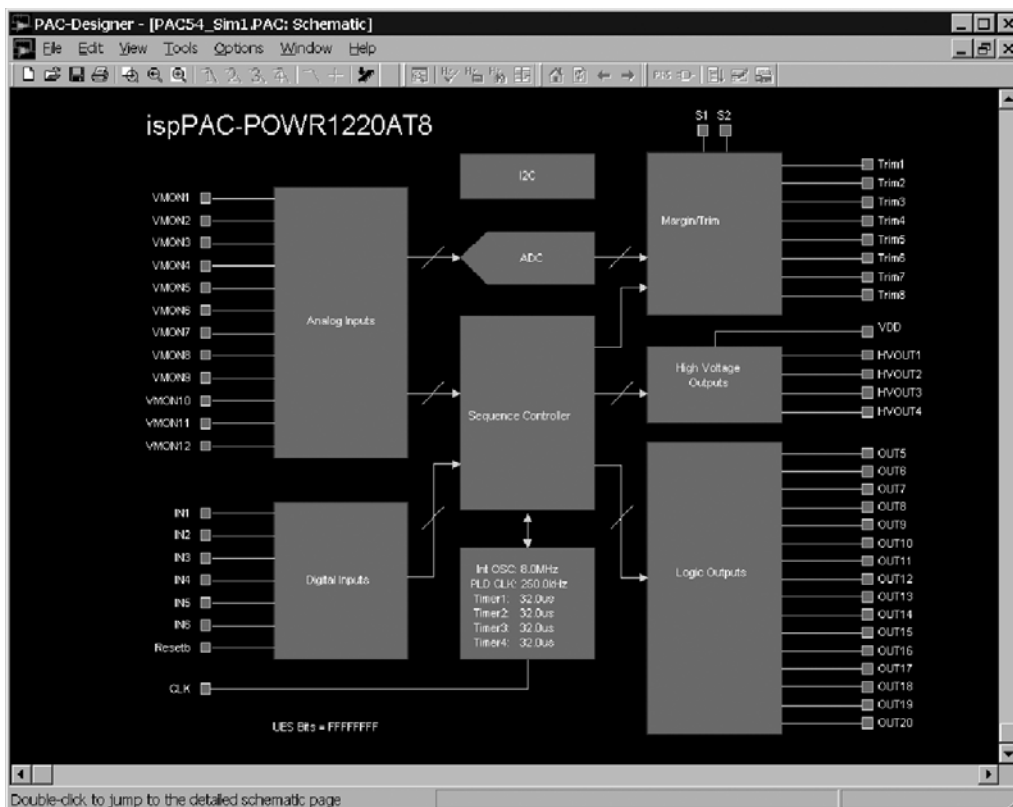 PAC-Designer - [PAC54_Sim1.PAC: Schematic]
File Edit View Tools Options Window Help
ispPAC-POWR1220AT8
S1 S2
I2C
Margin/Trim
Trim1
Trim2
Trim3
Trim4
Trim5
Trim6
Trim7
Trim8
VMON1
VMON2
VMON3
VMON4
VMON5
VMON6
VMON7
VMON8
VMON9
VMON10
VMON11
VMON12
Analog Inputs
ADC
VDD
High Voltage
Outputs
HVOUT1
HVOUT2
HVOUT3
HVOUT4
Sequence Controller
IN1
IN2
IN3
IN4
IN5
IN6
Resetb
CLK
Digital Inputs
Int OSC: 8.0MHz
PLD CLK: 250.0kHz
Timer1: 32.0us
Timer2: 32.0us
Timer3: 32.0us
Timer4: 32.0us
Logic Outputs
OUT5
OUT6
OUT7
OUT8
OUT9
OUT10
OUT11
OUT12
OUT13
OUT14
OUT15
OUT16
OUT17
OUT18
OUT19
OUT20
UES Bits = FFFFFFFF
Double-click to jump to the detailed schematic page